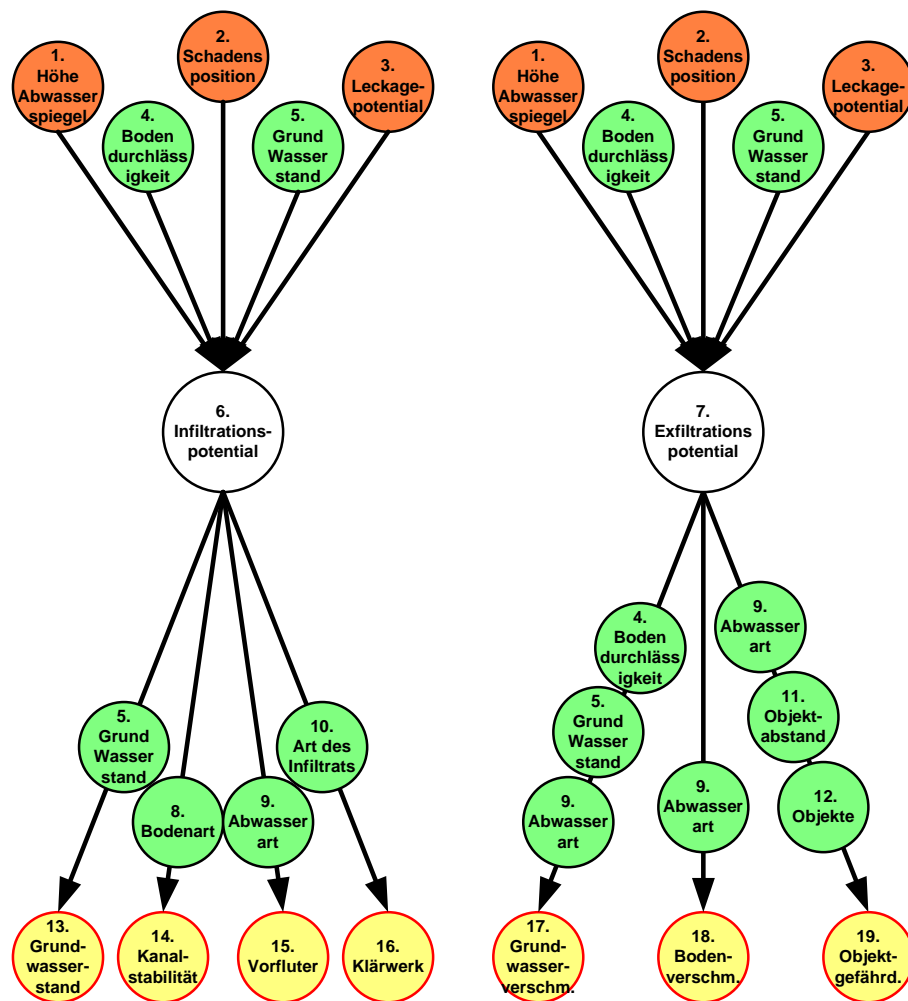 1.
Höhe
Abwasser
spiegel
2.
Schadens
position
3.
Leckage-
potential
4.
Boden
durchläss
igkeit
5.
Grund
Wasser
stand
6.
Infiltrations-
potential
5.
Grund
Wasser
stand
8.
Bodenart
9.
Abwasser
art
10.
Art des
Infiltrats
13.
Grund-
wasser-
stand
14.
Kanal-
stabilität
15.
Vorfluter
16.
Klärwerk
1.
Höhe
Abwasser
spiegel
2.
Schadens
position
3.
Leckage-
potential
4.
Boden
durchläss
igkeit
5.
Grund
Wasser
stand
7.
Exfiltrations
potential
4.
Boden
durchläss
igkeit
5.
Grund
Wasser
stand
9.
Abwasser
art
9.
Abwasser
art
9.
Abwasser
art
11.
Objekt-
abstand
12.
Objekte
17.
Grund-
wasser-
verschm.
18.
Boden-
verschm.
19.
Objekt-
gefährd.